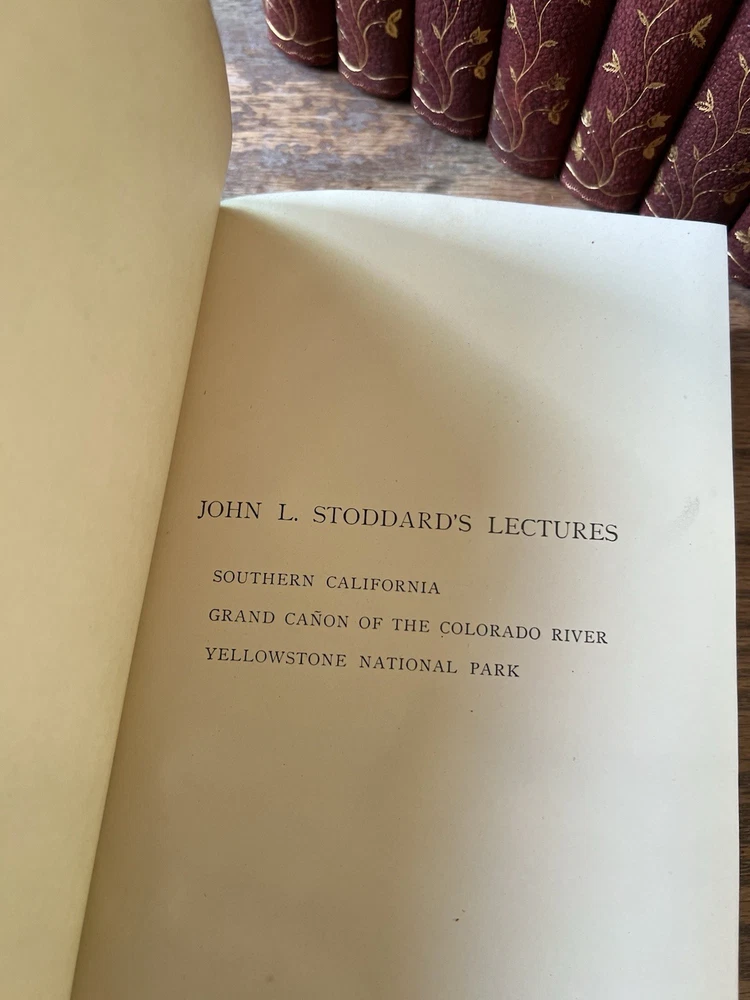 JOHN L. STODDARD'S LECTURES
SOUTHERN CALIFORNIA
GRAND CAÑON OF THE COLORADO RIVER
YELLOWSTONE NATIONAL PARK